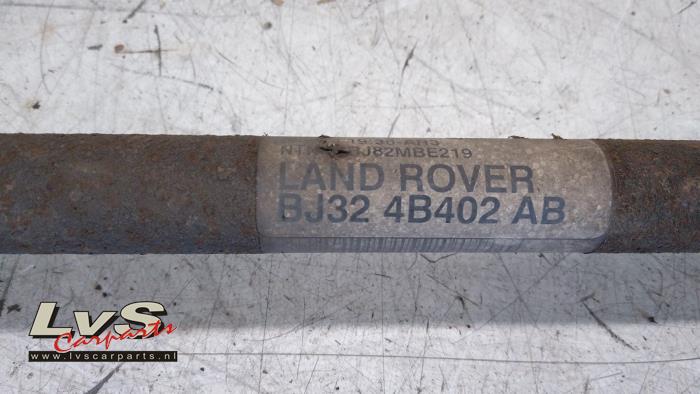 LAND ROVER
BJ32 4B402 AB
LvS
Carparts
www.lvscarparts.nl